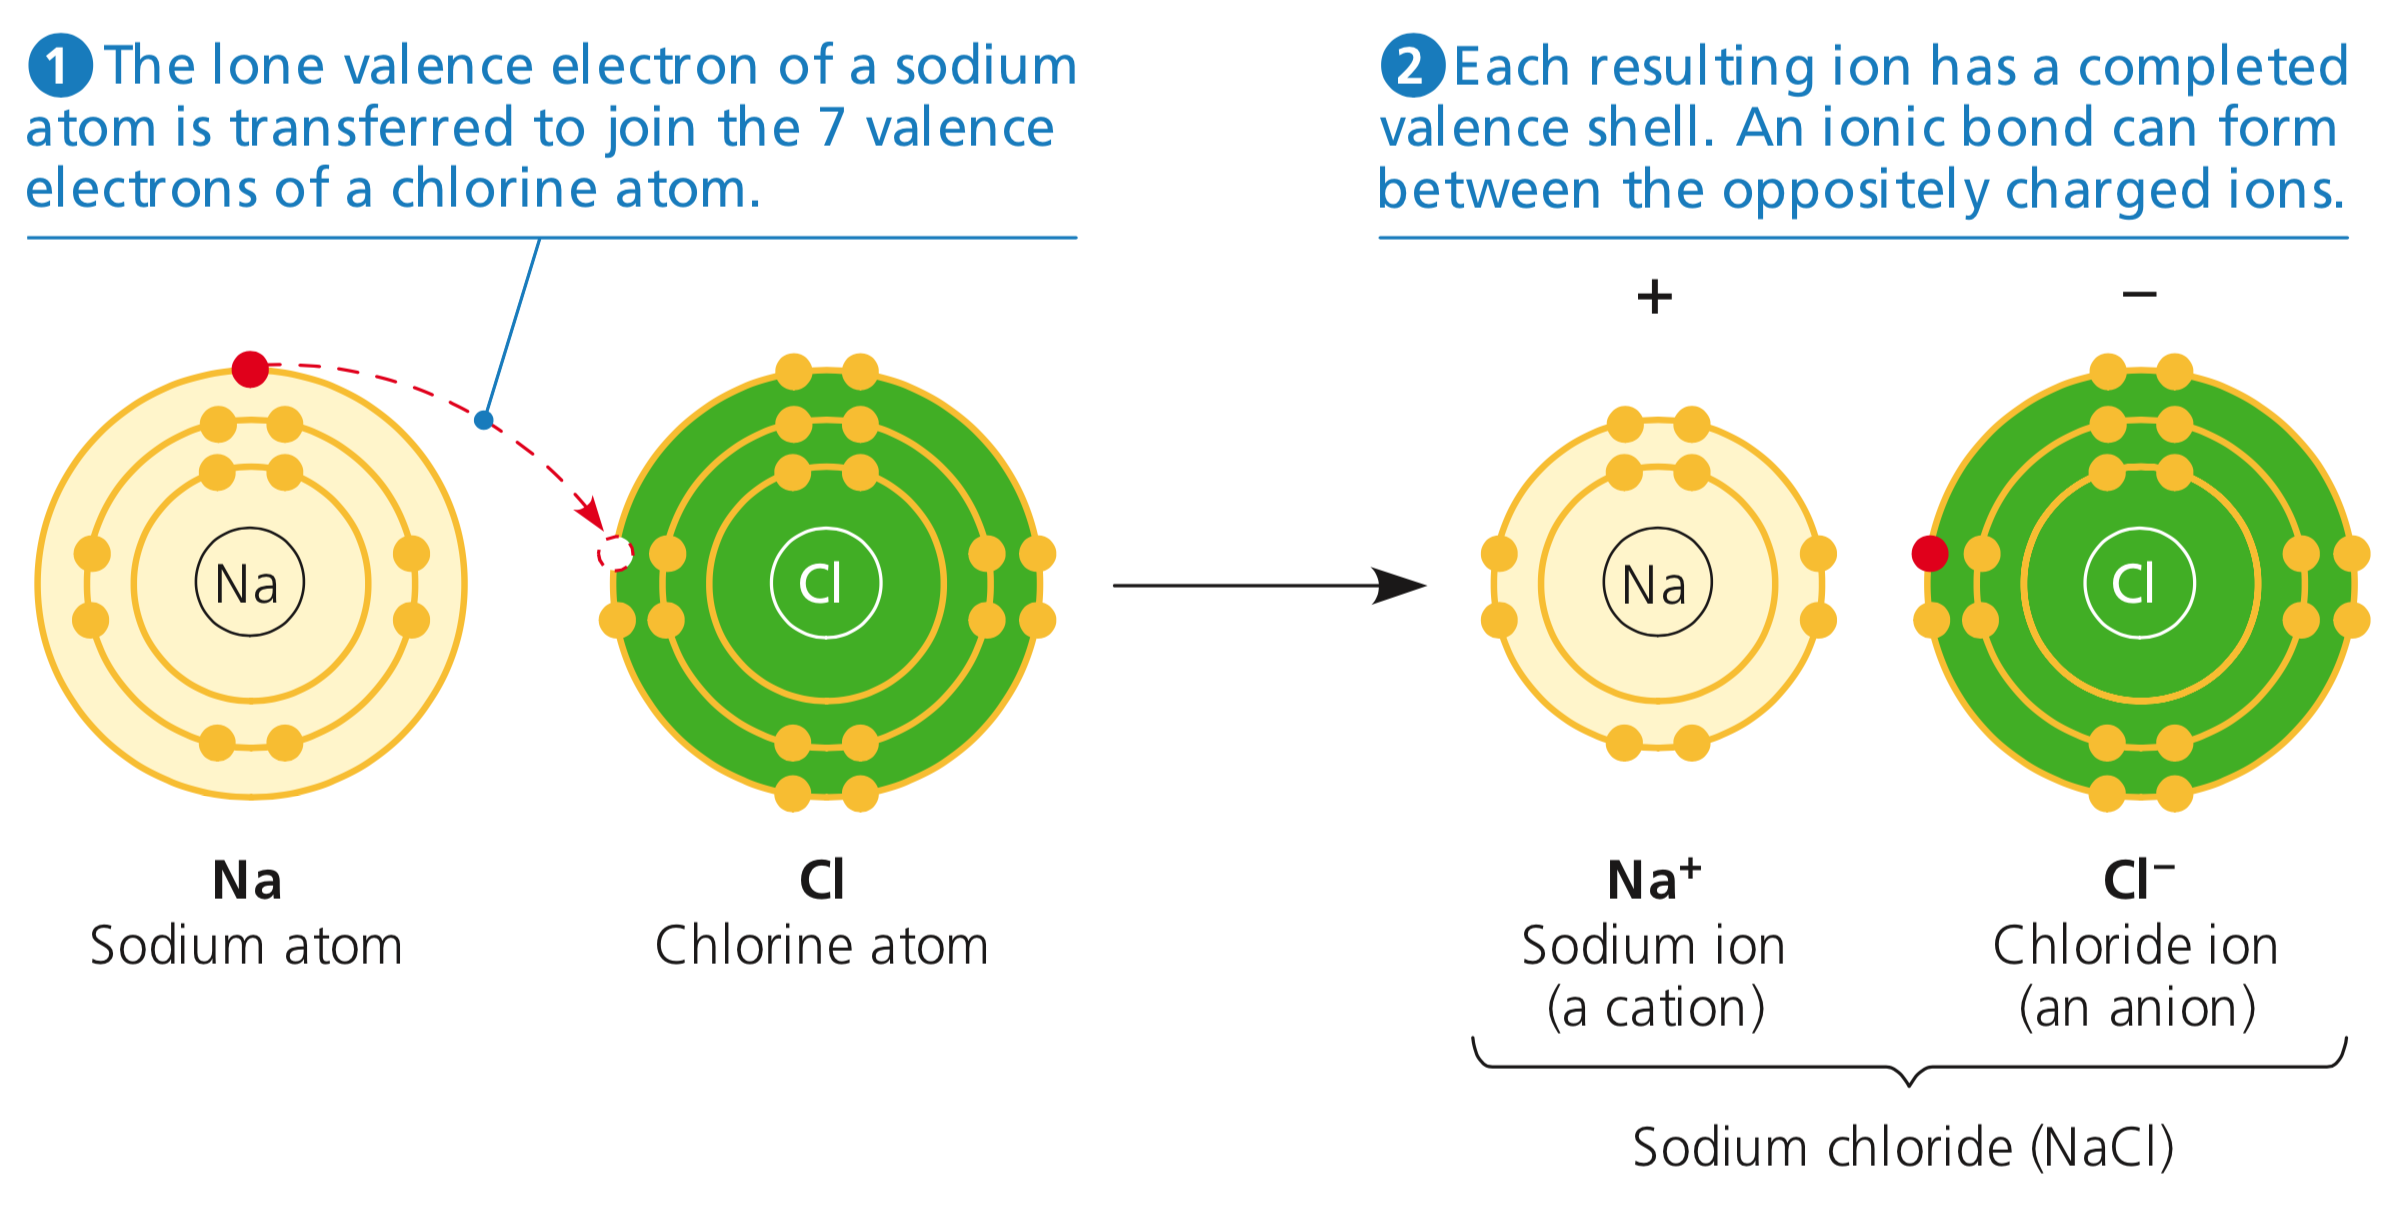 1 The lone valence electron of a sodium
atom is transferred to join the 7 valence
electrons of a chlorine atom.
2 Each resulting ion has a completed
valence shell. An ionic bond can form
between the oppositely charged ions.
+
−
Na
Cl
Na
Cl
Na
Sodium atom
Cl
Chlorine atom
Na⁺
Sodium ion
(a cation)
Cl⁻
Chloride ion
(an anion)
Sodium chloride (NaCl)